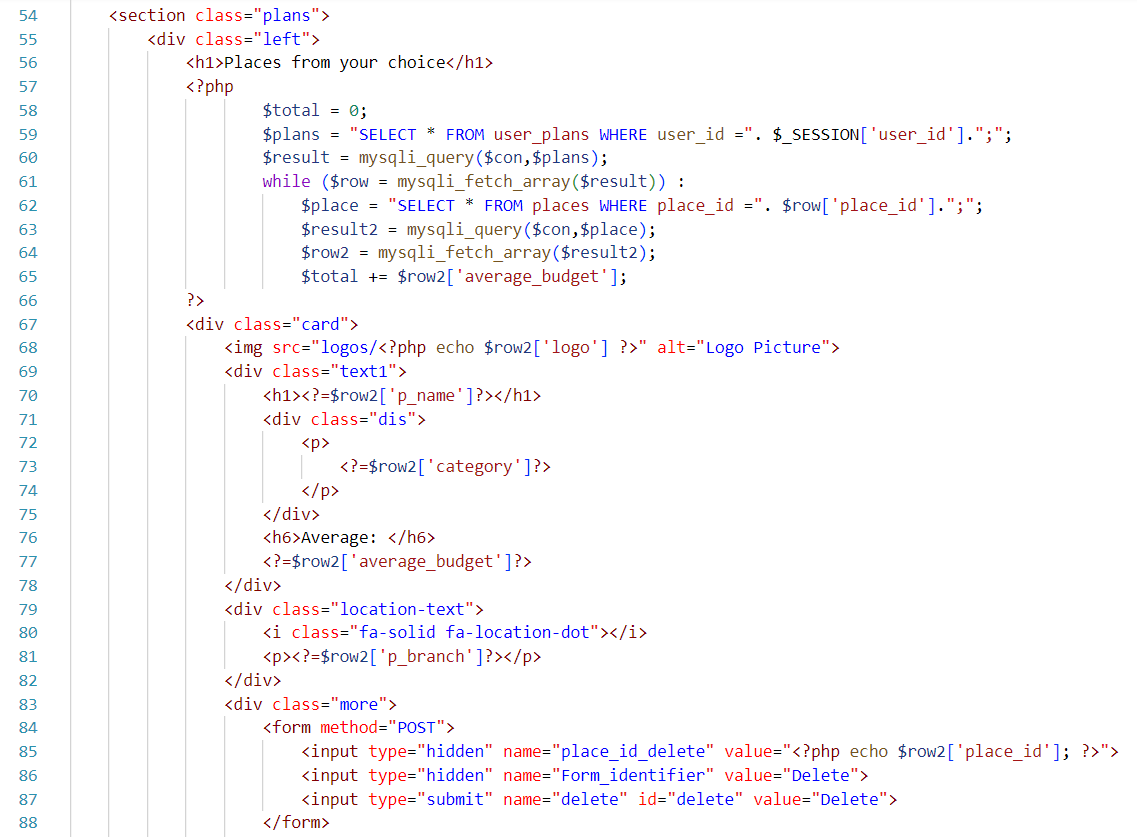 54 <section class="plans">
55 <div class="left">
56 <h1>Places from your choice</h1>
57 <?php
58 $total = 0;
59 $plans = "SELECT * FROM user_plans WHERE user_id =". $_SESSION['user_id'].";";
60 $result = mysqli_query($con,$plans);
61 while ($row = mysqli_fetch_array($result)) :
62 $place = "SELECT * FROM places WHERE place_id =". $row['place_id'].";";
63 $result2 = mysqli_query($con,$place);
64 $row2 = mysqli_fetch_array($result2);
65 $total += $row2['average_budget'];
66 ?>
67 <div class="card">
68 <img src="logos/<?php echo $row2['logo'] ?>" alt="Logo Picture">
69 <div class="text1">
70 <h1><?=$row2['p_name']?></h1>
71 <div class="dis">
72 <p>
73 <?=$row2['category']?>
74 </p>
75 </div>
76 <h6>Average: </h6>
77 <?=$row2['average_budget']?>
78 </div>
79 <div class="location-text">
80 <i class="fa-solid fa-location-dot"></i>
81 <p><?=$row2['p_branch']?></p>
82 </div>
83 <div class="more">
84 <form method="POST">
85 <input type="hidden" name="place_id_delete" value="<?php echo $row2['place_id']; ?>">
86 <input type="hidden" name="Form_identifier" value="Delete">
87 <input type="submit" name="delete" id="delete" value="Delete">
88 </form>